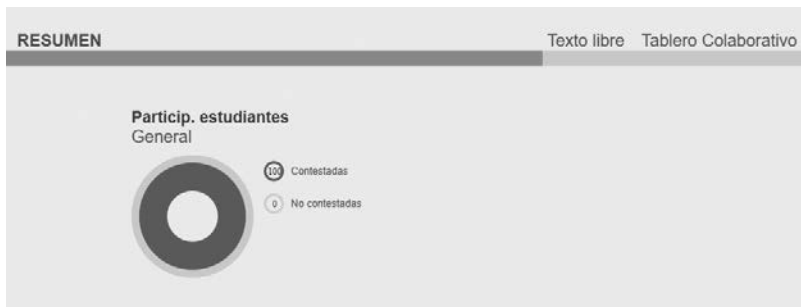 RESUMEN Texto libre Tablero Colaborativo
Particip. estudiantes
General
100 Contestadas
0 No contestadas